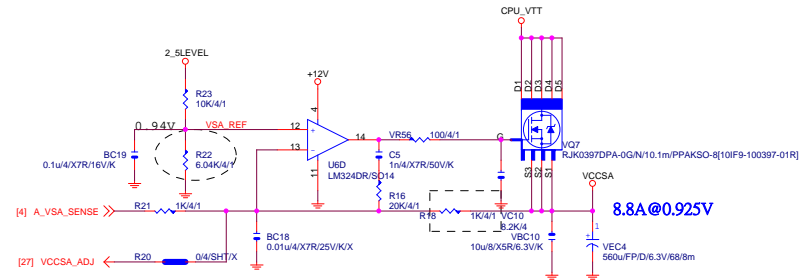 CPU_VTT
2_5LEVEL
D1
D2
D3
D4
D5
+12V
R23
10K/4/1
0.94V
VSA_REF
4
12
13
14
11
VR56
100/4/1
G
BC19
0.1u/4/X7R/16V/K
R22
6.04K/4/1
U6D
LM324DR/SO14
C5
1n/4/X7R/50V/K
VQ7
RJK0397DPA-0G/N/10.1m/PPAKSO-8[10IF9-100397-01R]
S3
S2
S1
VCCSA
R16
20K/4/1
[4] A_VSA_SENSE
R21
1K/4/1
R18
1K/4/1
VC10
8.2K/4
8.8A@0.925V
BC18
0.01u/4/X7R/25V/K/X
VBC10
10u/8/X5R/6.3V/K
1
+
VEC4
560u/FP/D/6.3V/68/8m
[27] VCCSA_ADJ
R20
0/4/SHT/X